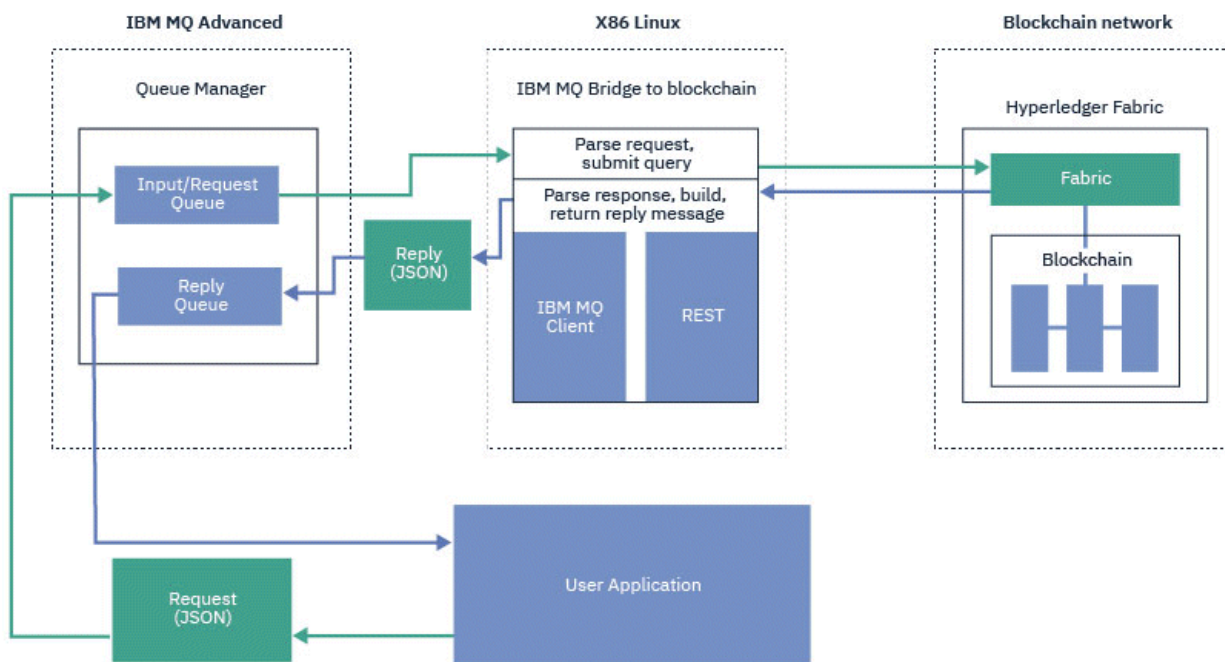 IBM MQ Advanced
X86 Linux
Blockchain network
Queue Manager
IBM MQ Bridge to blockchain
Hyperledger Fabric
Input/Request
Queue
Reply
Queue
Reply
(JSON)
Parse request,
submit query
Parse response, build,
return reply message
IBM MQ
Client
REST
Fabric
Blockchain
Request
(JSON)
User Application